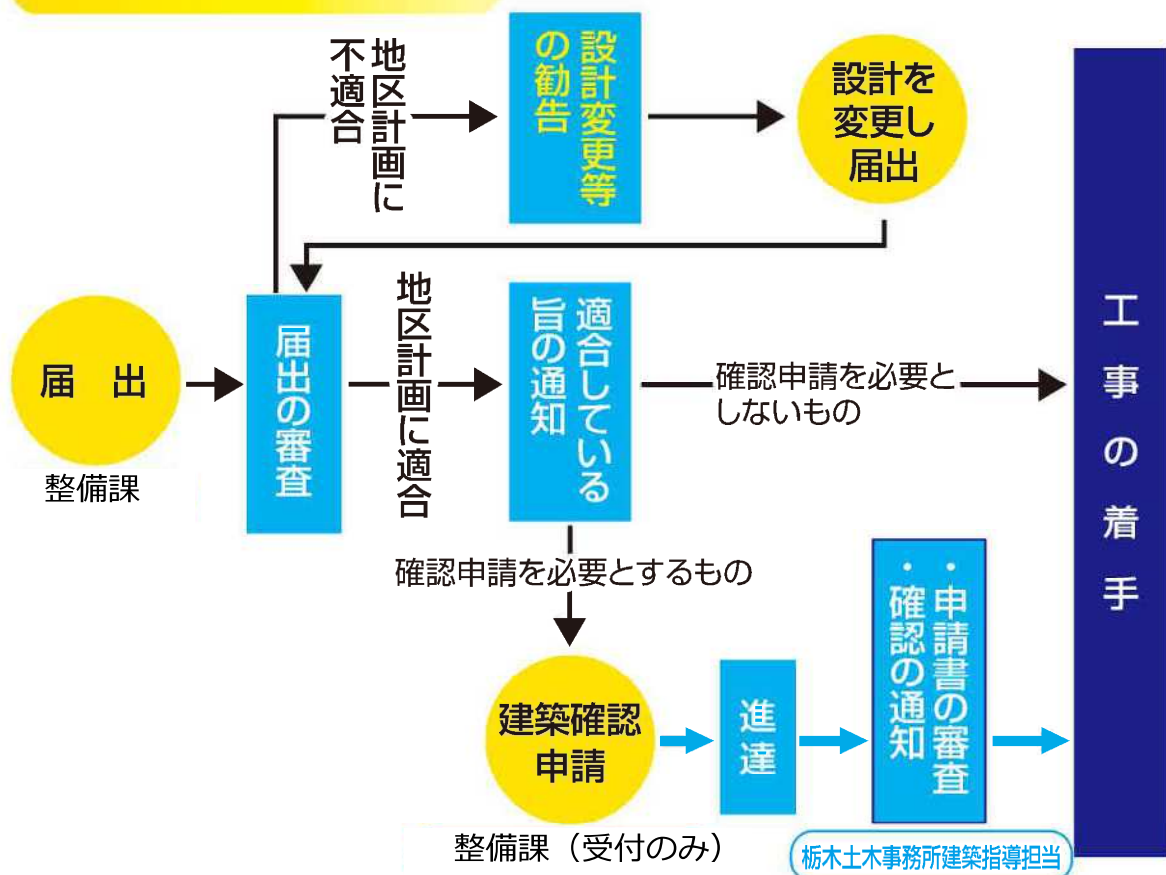 地区計画に
不適合
設計変更等
の勧告
設計を
変更し
届出
届 出
整備課
届出の審査
地区計画に適合
適合している
旨の通知
確認申請を必要と
しないもの
確認申請を必要とするもの
建築確認
申請
整備課（受付のみ）
進達
・申請書の審査
・確認の通知
栃木土木事務所建築指導担当
工事の着手